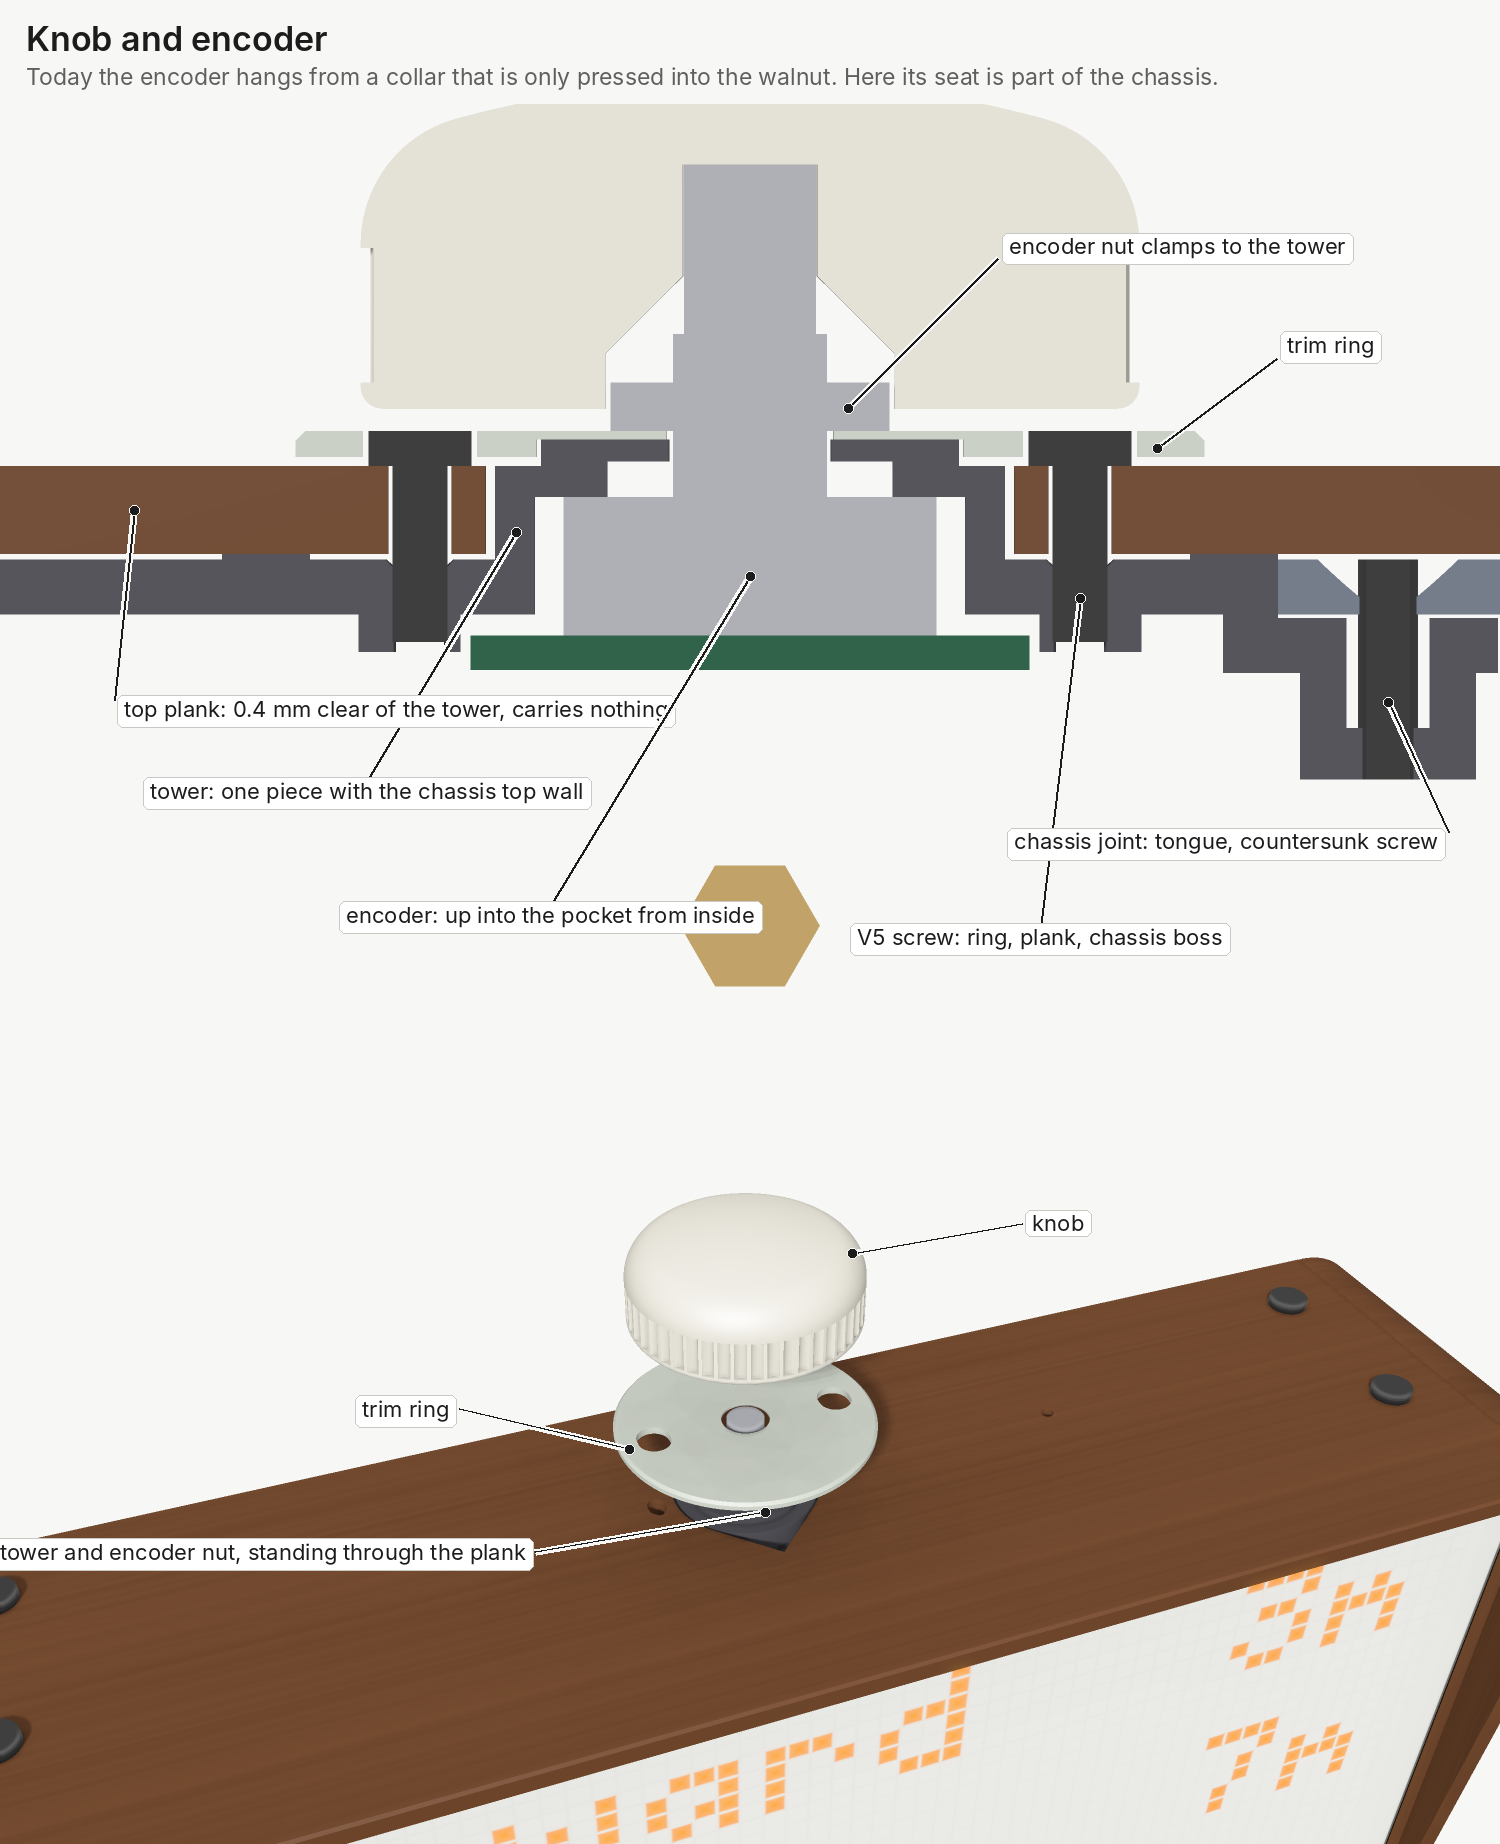 Knob and encoder
Today the encoder hangs from a collar that is only pressed into the walnut. Here its seat is part of the chassis.
encoder nut clamps to the tower
trim ring
top plank: 0.4 mm clear of the tower, carries nothing
tower: one piece with the chassis top wall
chassis joint: tongue, countersunk screw
encoder: up into the pocket from inside
V5 screw: ring, plank, chassis boss
knob
trim ring
tower and encoder nut, standing through the plank
3A
7A
ard